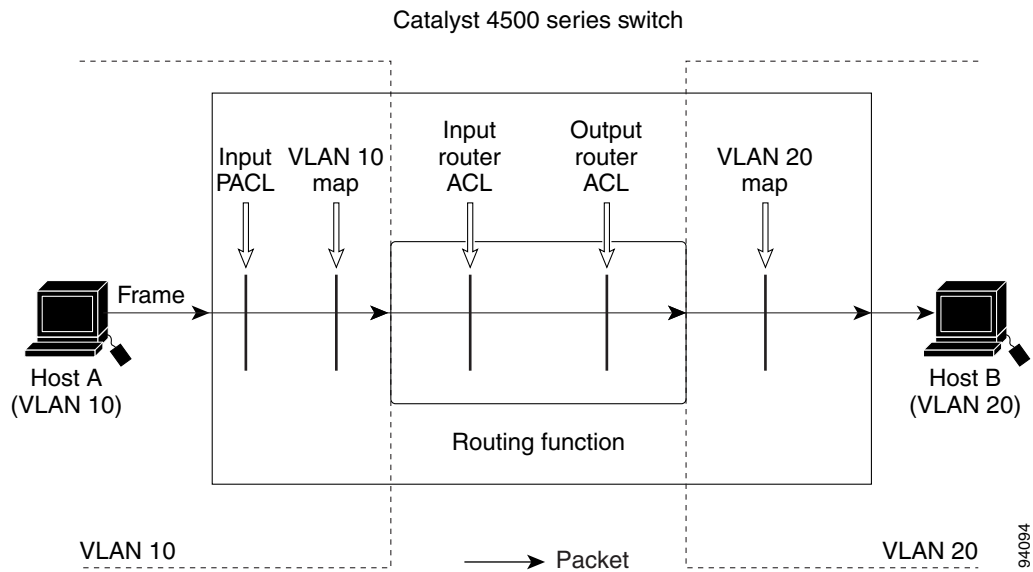 Catalyst 4500 series switch
Input
PACL
VLAN 10
map
Input
router
ACL
Output
router
ACL
VLAN 20
map
Frame
Host A
(VLAN 10)
Host B
(VLAN 20)
Routing function
VLAN 10
Packet
VLAN 20
94094